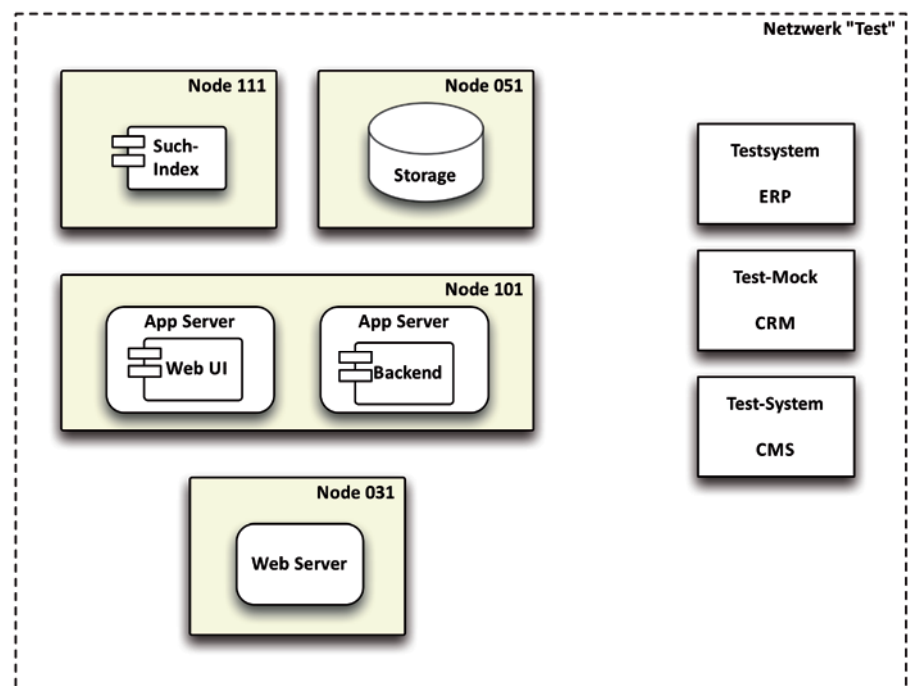 Netzwerk "Test"
Node 111
Such-
Index
Node 051
Storage
Testsystem
ERP
Node 101
App Server
Web UI
App Server
Backend
Test-Mock
CRM
Test-System
CMS
Node 031
Web Server